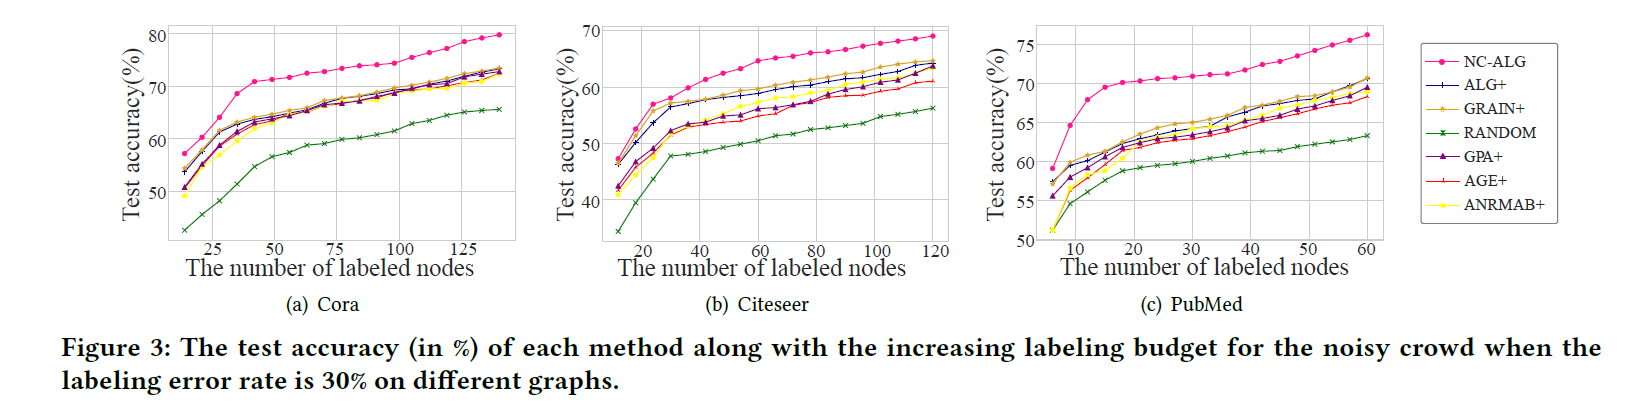 Test accuracy(%)
80
70
60
50
25 50 75 100 125
The number of labeled nodes
(a) Cora
Test accuracy(%)
70
60
50
40
20 40 60 80 100 120
The number of labeled nodes
(b) Citeseer
Test accuracy(%)
75
70
65
60
55
50
10 20 30 40 50 60
The number of labeled nodes
(c) PubMed
NC-ALG
ALG+
GRAIN+
RANDOM
GPA+
AGE+
ANRMAB+
Figure 3: The test accuracy (in %) of each method along with the increasing labeling budget for the noisy crowd when the
labeling error rate is 30% on different graphs.